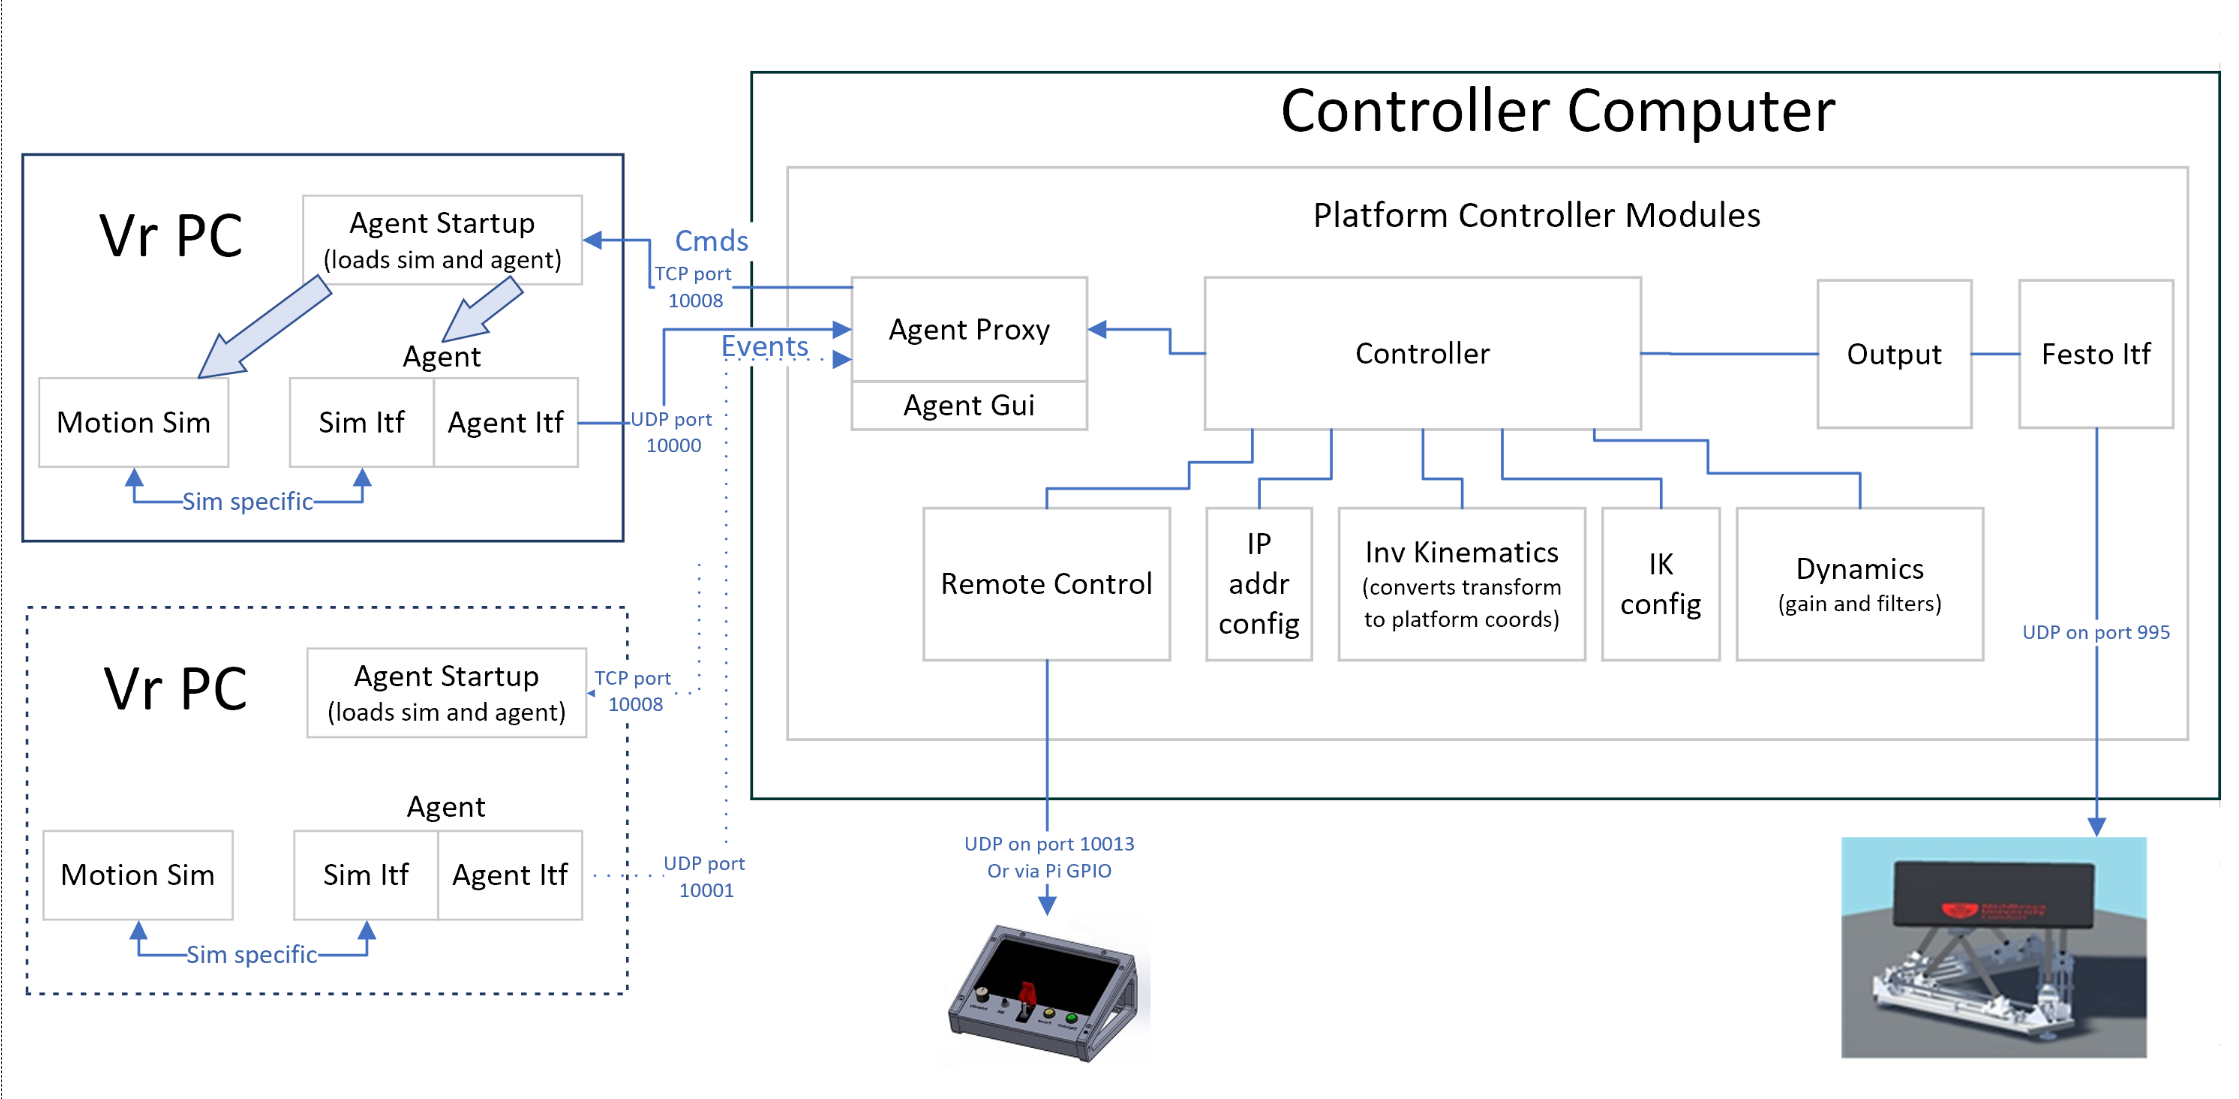 Controller Computer
Platform Controller Modules
Vr PC
Agent Startup
(loads sim and agent)
Cmds
TCP port
10008
Events
Agent
Motion Sim
Sim Itf
Agent Itf
UDP port
10000
Sim specific
Agent Proxy
Agent Gui
Controller
Output
Festo Itf
Remote Control
IP
addr
config
Inv Kinematics
(converts transform
to platform coords)
IK
config
Dynamics
(gain and filters)
UDP on port 995
Vr PC
Agent Startup
(loads sim and agent)
TCP port
10008
Agent
Motion Sim
Sim Itf
Agent Itf
UDP port
10001
Sim specific
UDP on port 10013
Or via Pi GPIO
Middlesex
University
London